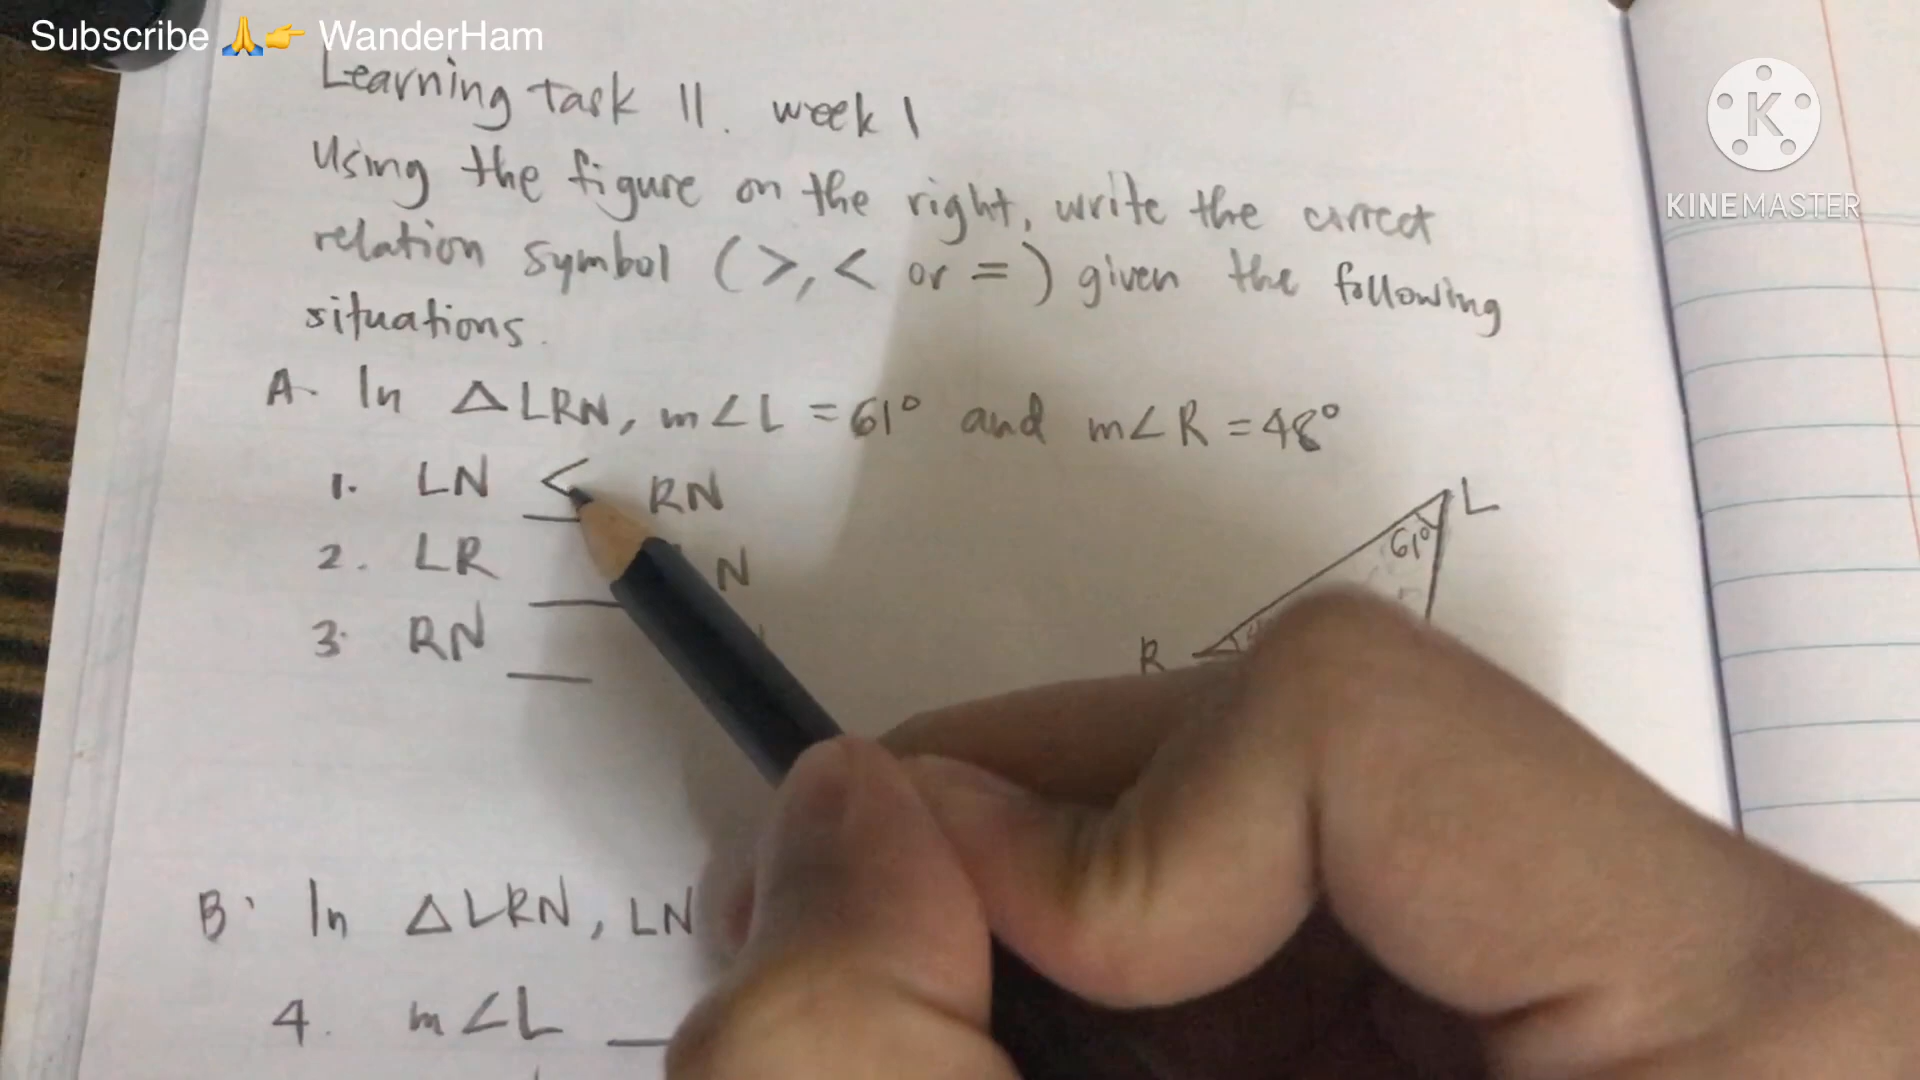 Subscribe 🙏👉 WanderHam
K
KINEMASTER
Learning task 11. week 1
Using the figure on the right, write the correct
relation symbol (>, < or =) given the following
situations.
A. In △LRN, m∠L = 61° and m∠R = 48°
1. LN < RN
2. LR N
3. RN
L
61°
R
B. In △LRN, LN
4. m∠L